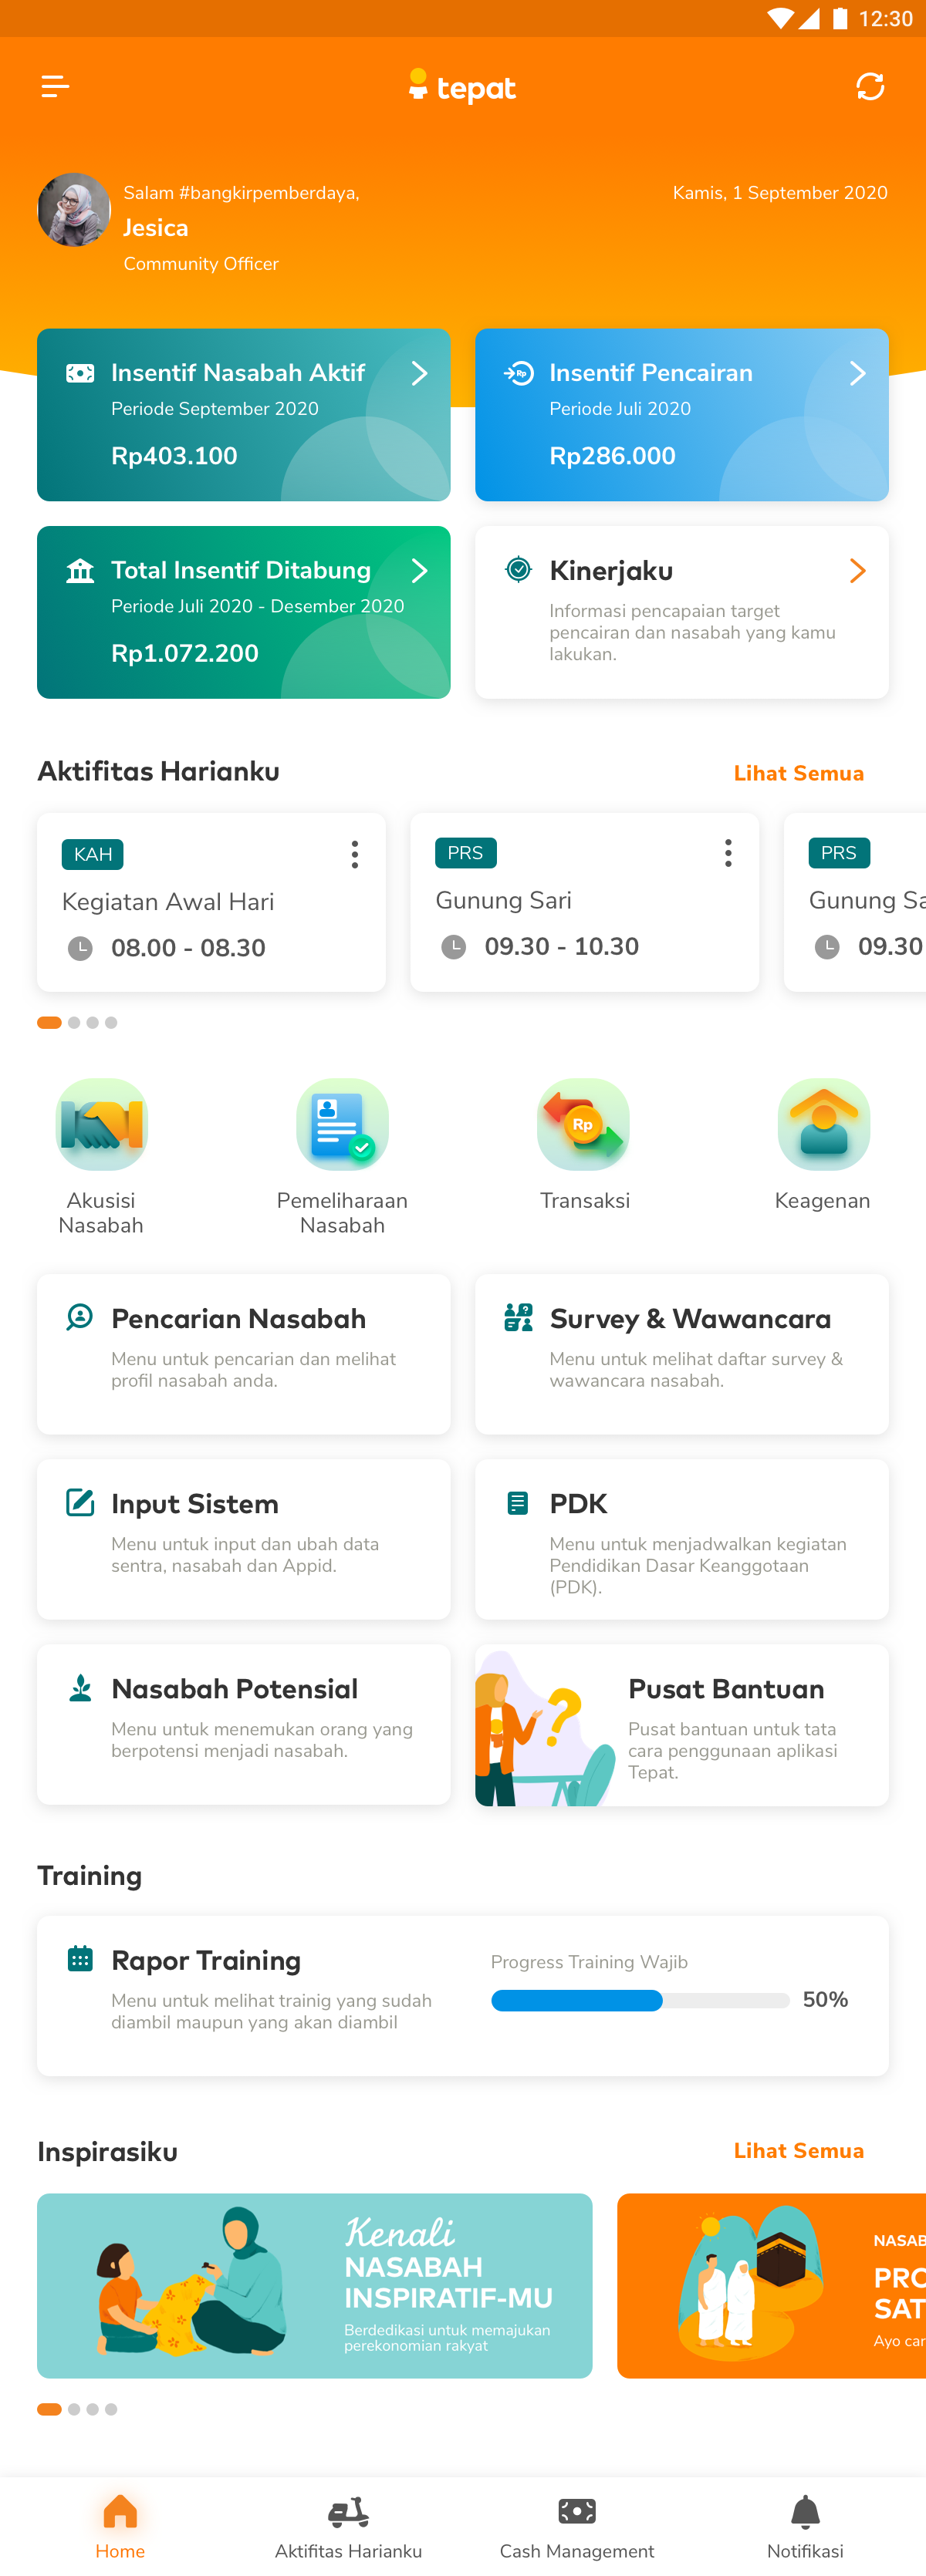 12:30
tepat
Salam #bangkirpemberdaya,
Kamis, 1 September 2020
Jesica
Community Officer
Insentif Nasabah Aktif
Periode September 2020
Rp403.100
Insentif Pencairan
Periode Juli 2020
Rp286.000
Total Insentif Ditabung
Periode Juli 2020 - Desember 2020
Rp1.072.200
Kinerjaku
Informasi pencapaian target
pencairan dan nasabah yang kamu
lakukan.
Aktifitas Harianku
Lihat Semua
KAH
Kegiatan Awal Hari
08.00 - 08.30
PRS
Gunung Sari
09.30 - 10.30
PRS
Gunung Sa
09.30
Rp
Akusisi
Nasabah
Pemeliharaan
Nasabah
Transaksi
Keagenan
Pencarian Nasabah
Menu untuk pencarian dan melihat
profil nasabah anda.
Survey & Wawancara
Menu untuk melihat daftar survey &
wawancara nasabah.
Input Sistem
Menu untuk input dan ubah data
sentra, nasabah dan Appid.
PDK
Menu untuk menjadwalkan kegiatan
Pendidikan Dasar Keanggotaan
(PDK).
Nasabah Potensial
Menu untuk menemukan orang yang
berpotensi menjadi nasabah.
Pusat Bantuan
Pusat bantuan untuk tata
cara penggunaan aplikasi
Tepat.
Training
Rapor Training
Menu untuk melihat trainig yang sudah
diambil maupun yang akan diambil
Progress Training Wajib
50%
Inspirasiku
Lihat Semua
Kenali
NASABAH
INSPIRATIF-MU
Berdedikasi untuk memajukan
perekonomian rakyat
NASAB
PRO
SAT
Ayo car
Home
Aktifitas Harianku
Cash Management
Notifikasi